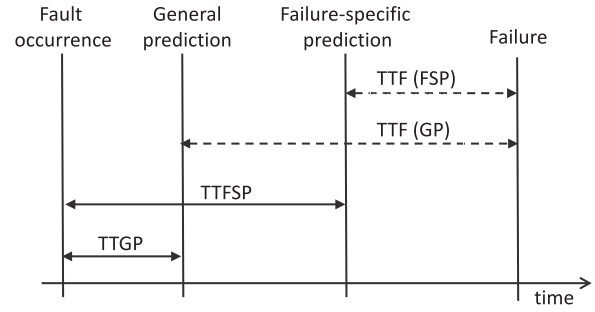 Fault
occurrence
General
prediction
Failure-specific
prediction
Failure
TTF (FSP)
TTF (GP)
TTFSP
TTGP
time